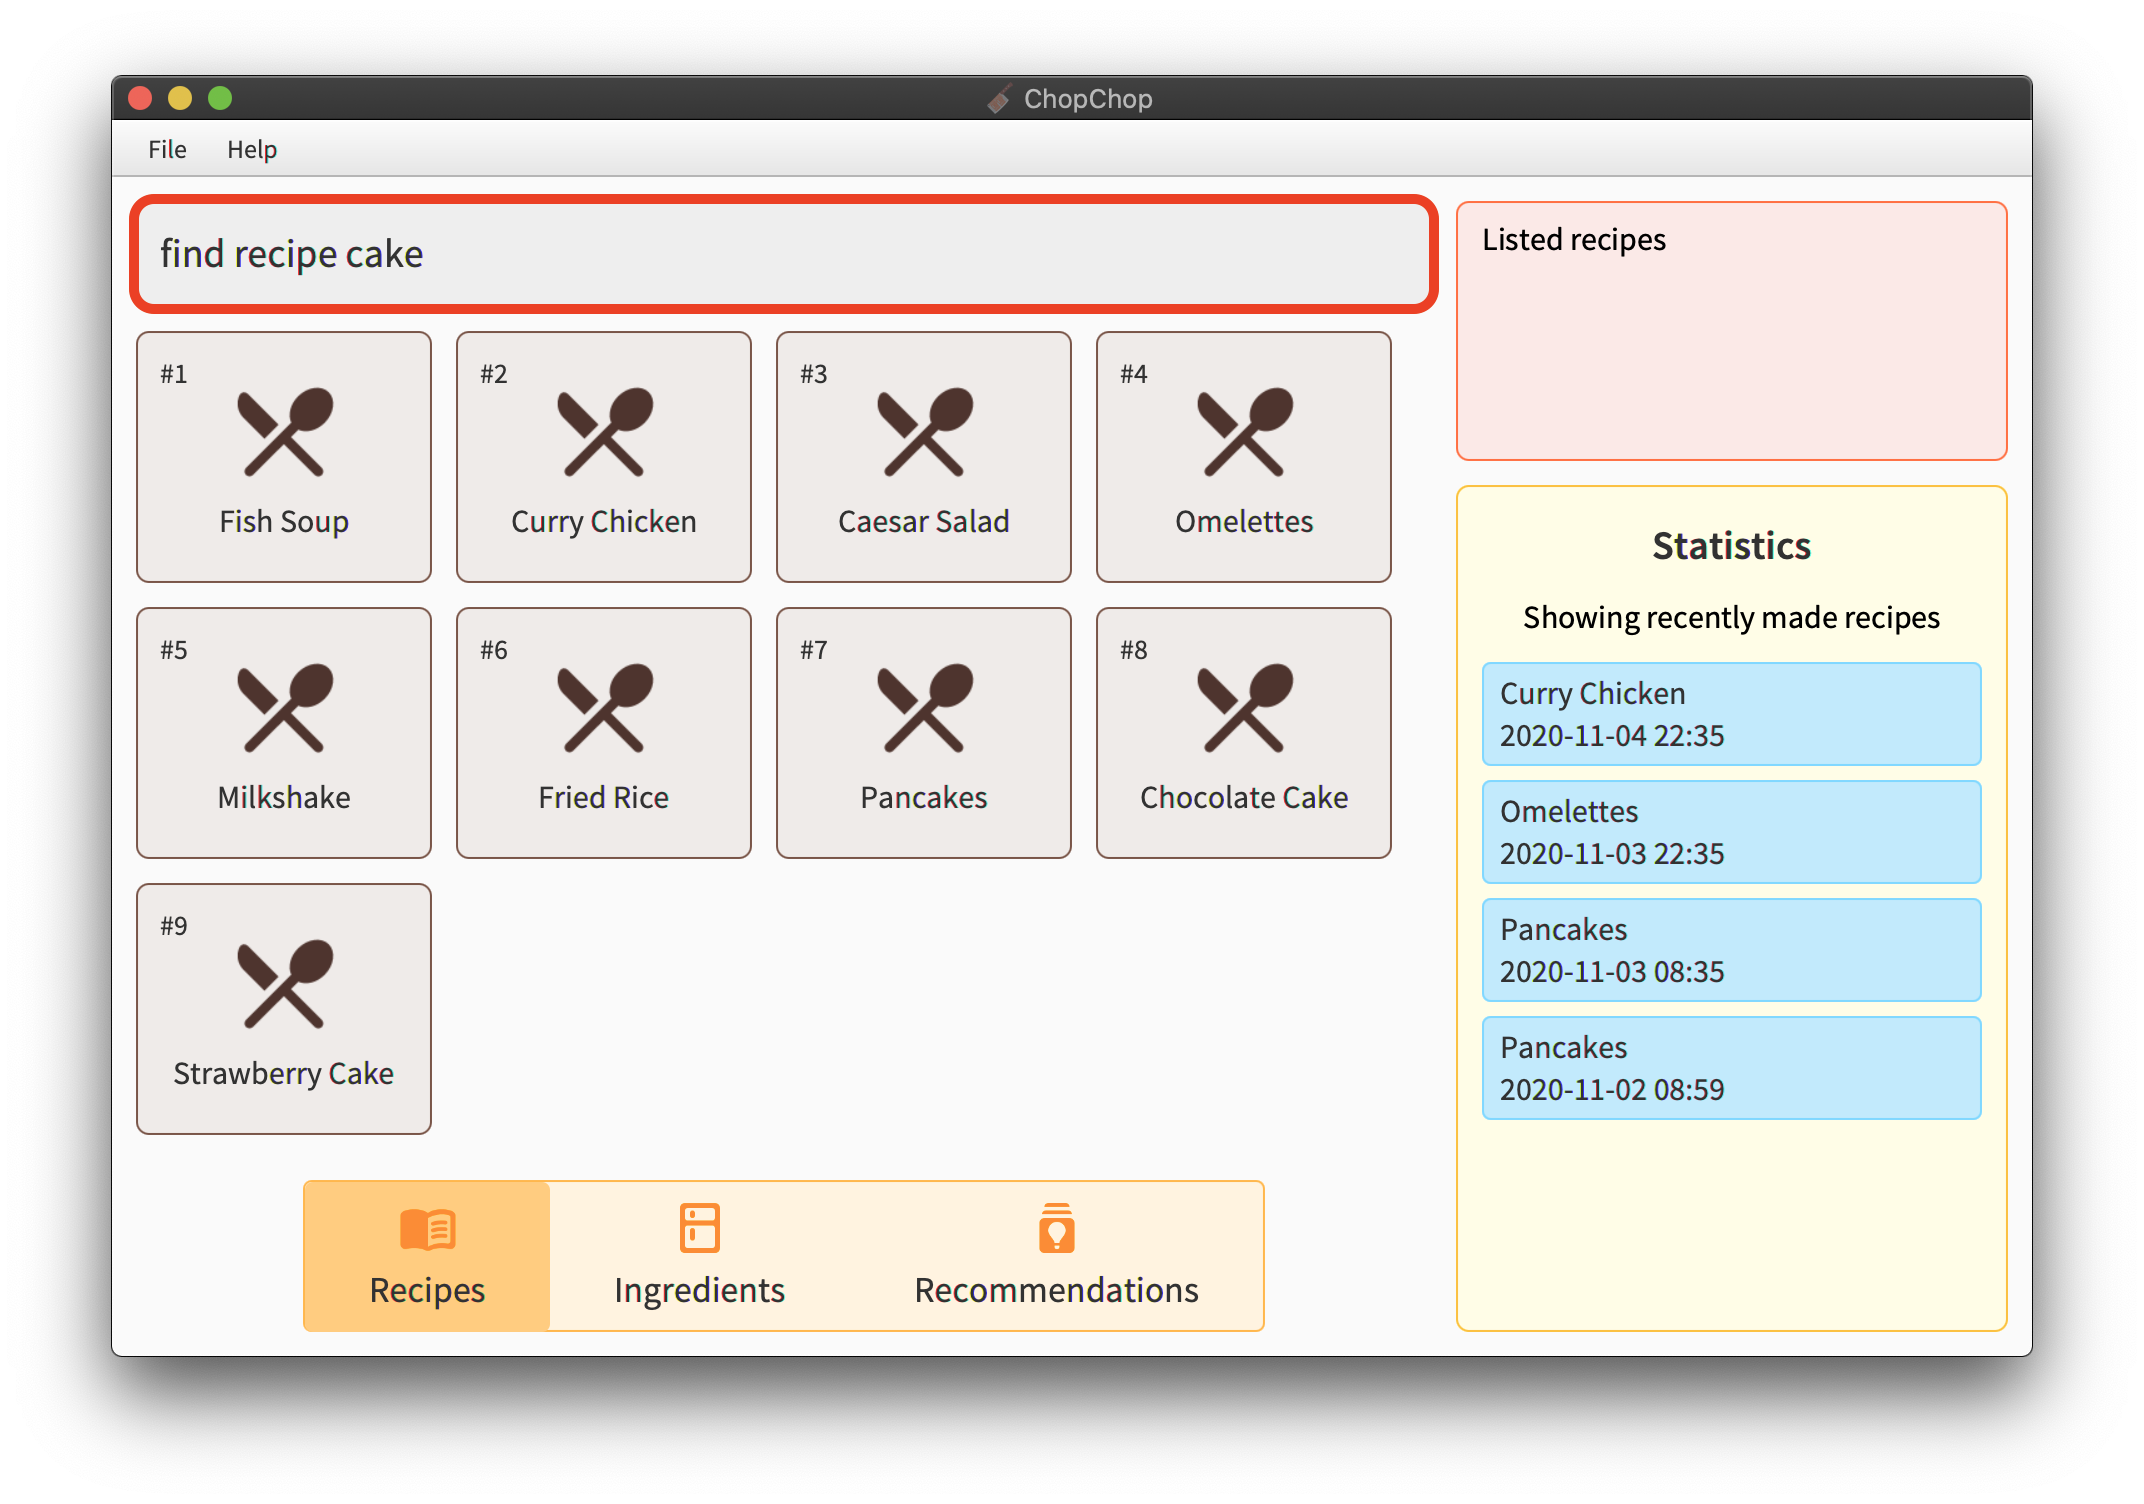 ChopChop
File Help
find recipe cake
#1
Fish Soup
#2
Curry Chicken
#3
Caesar Salad
#4
Omelettes
#5
Milkshake
#6
Fried Rice
#7
Pancakes
#8
Chocolate Cake
#9
Strawberry Cake
Recipes
Ingredients
Recommendations
Listed recipes
Statistics
Showing recently made recipes
Curry Chicken
2020-11-04 22:35
Omelettes
2020-11-03 22:35
Pancakes
2020-11-03 08:35
Pancakes
2020-11-02 08:59